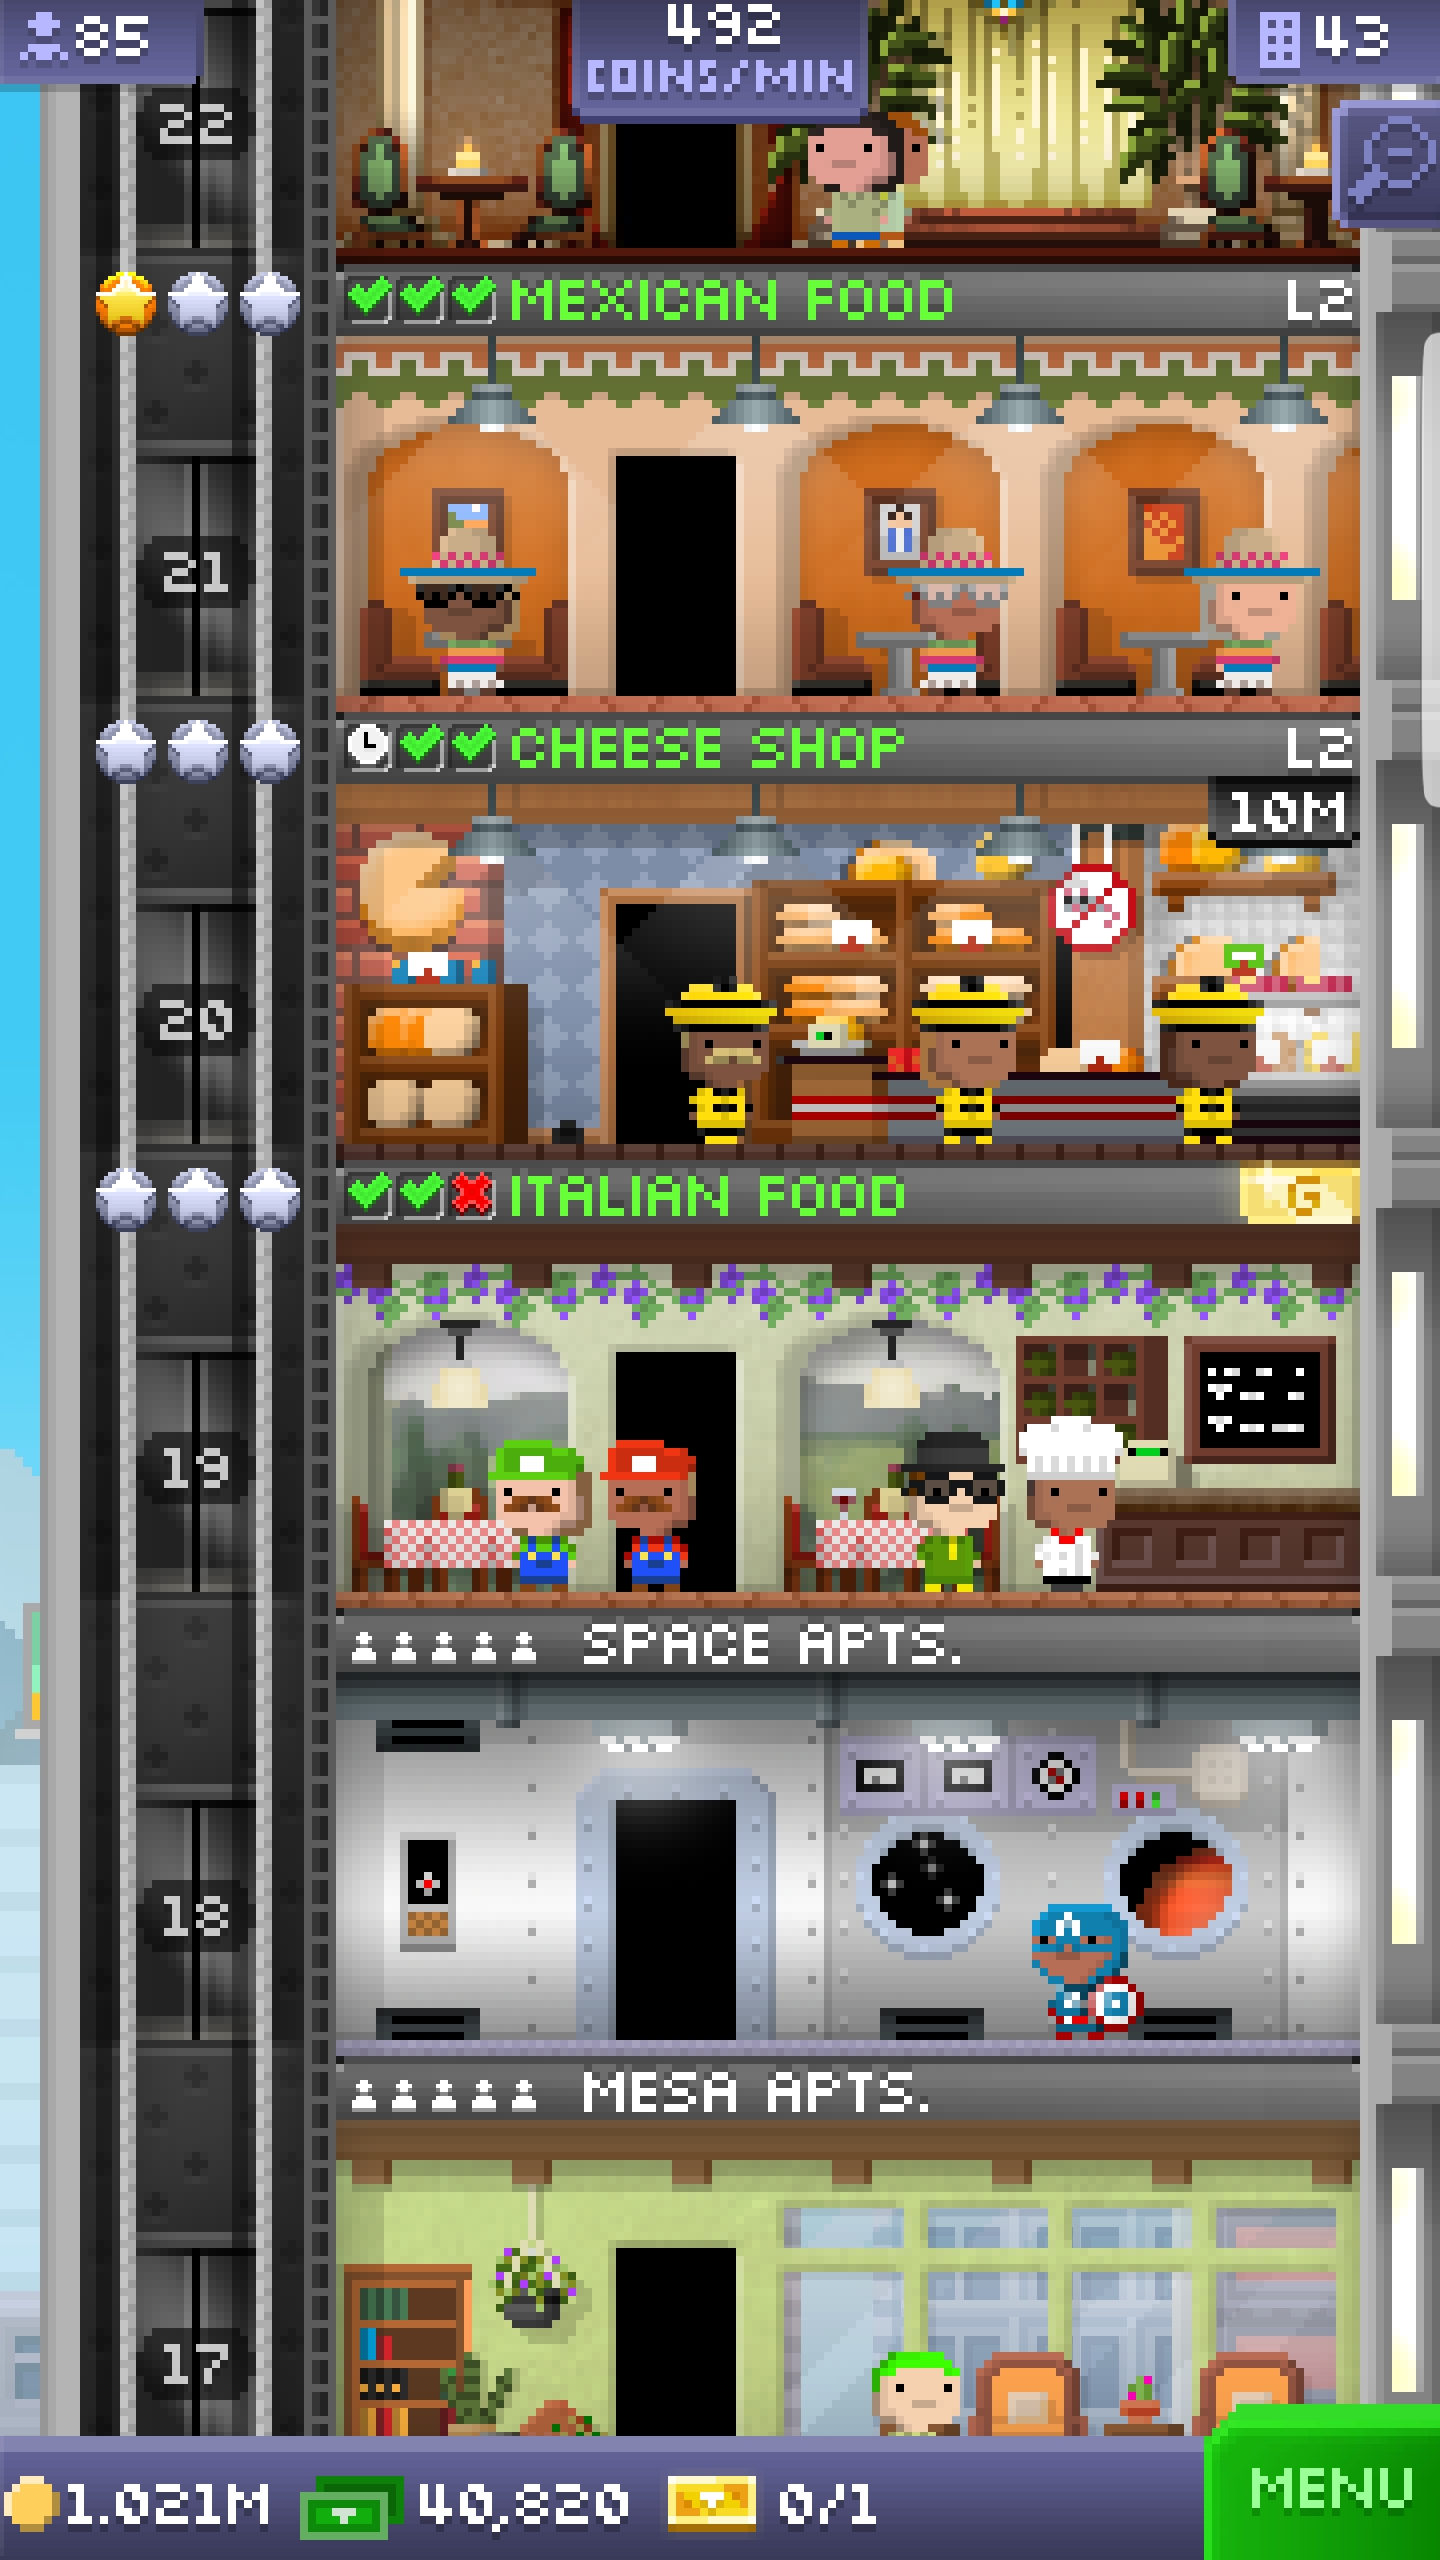 85
492
COINS/MIN
43
22
MEXICAN FOOD L2
21
CHEESE SHOP L2
10M
20
ITALIAN FOOD G
19
SPACE APTS.
18
MESA APTS.
17
1.021M 40,820 0/1 MENU